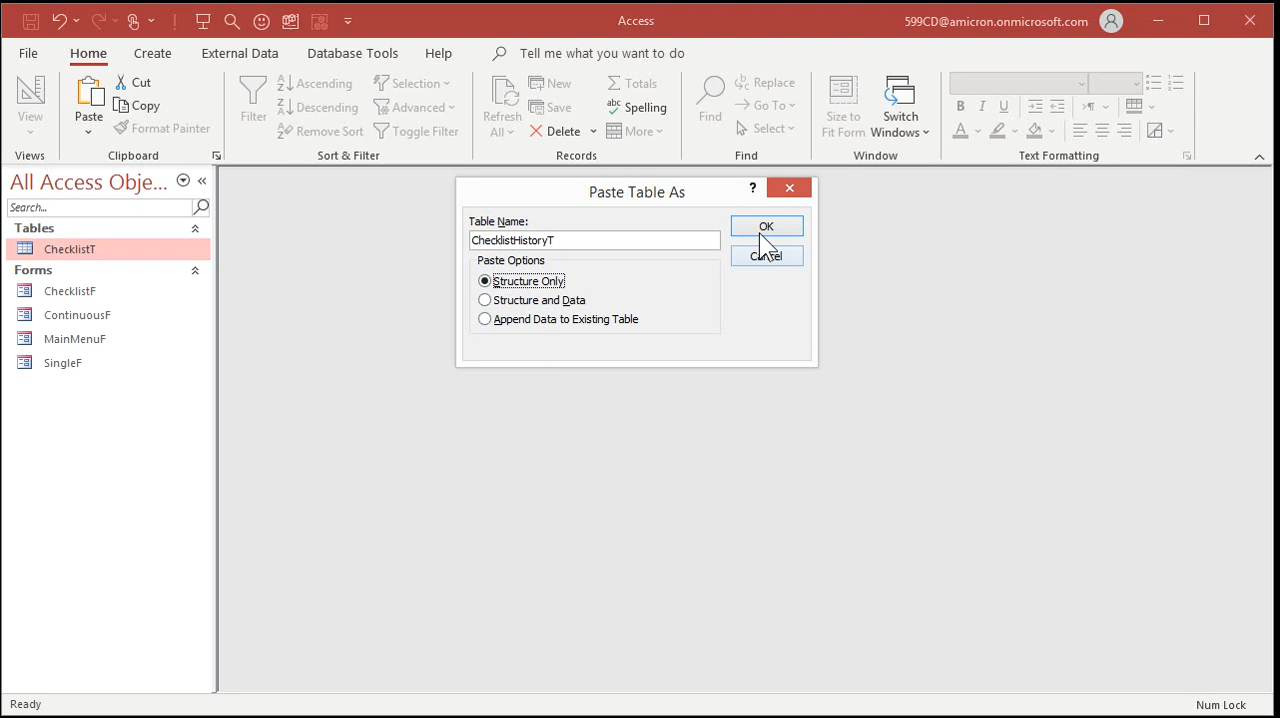 Access
599CD@amicron.onmicrosoft.com
File
Home
Create
External Data
Database Tools
Help
Tell me what you want to do
View
Views
Paste
Cut
Copy
Format Painter
Clipboard
Filter
Ascending
Descending
Remove Sort
Selection
Advanced
Toggle Filter
Sort & Filter
Refresh All
New
Save
Delete
Totals
Spelling
More
Records
Find
Replace
Go To
Select
Find
Size to Fit Form
Switch Windows
Window
B I U
A
Text Formatting
All Access Obje...
Search...
Tables
ChecklistT
Forms
ChecklistF
ContinuousF
MainMenuF
SingleF
Paste Table As
?
Table Name:
ChecklistHistoryT
OK
Paste Options
Structure Only
Structure and Data
Append Data to Existing Table
Ready
Num Lock